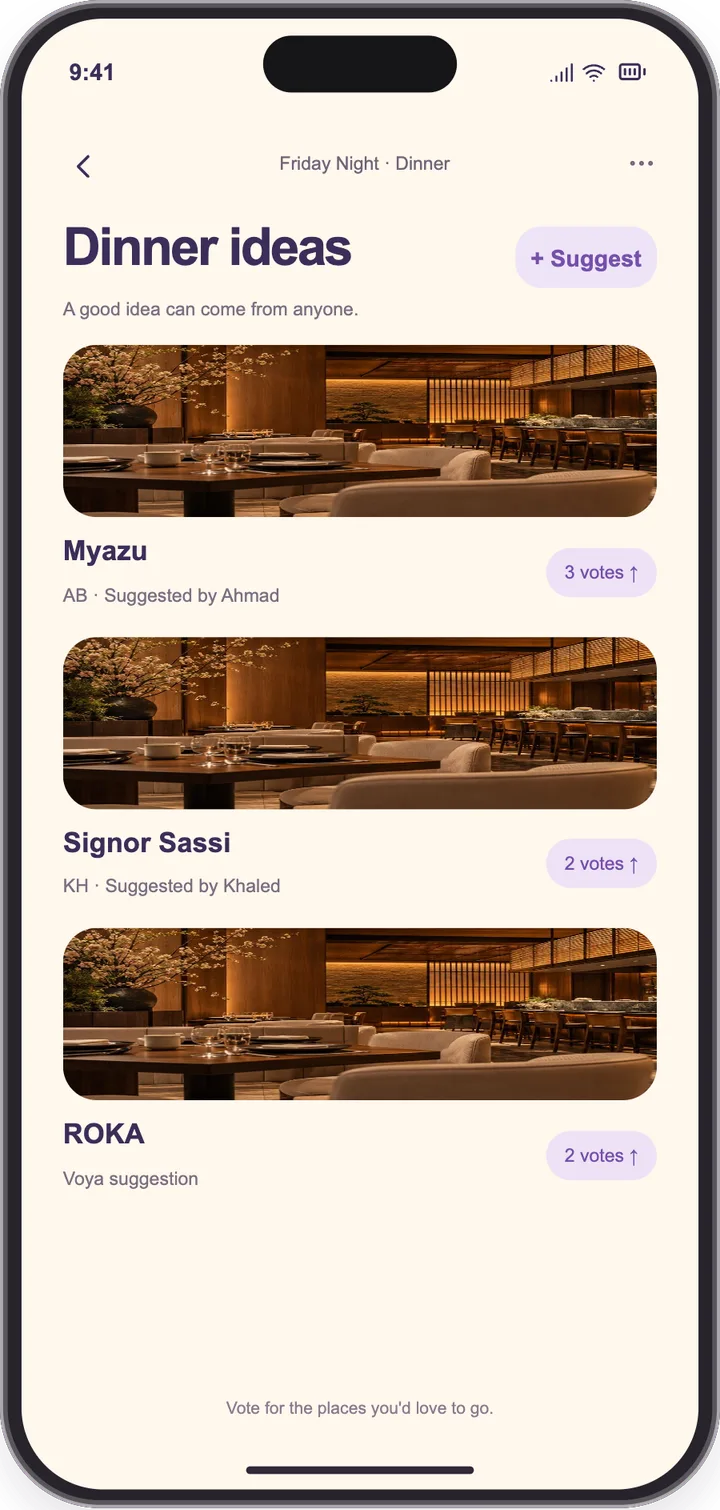 9:41
Friday Night · Dinner
Dinner ideas
+ Suggest
A good idea can come from anyone.
Myazu
AB · Suggested by Ahmad
3 votes ↑
Signor Sassi
KH · Suggested by Khaled
2 votes ↑
ROKA
Voya suggestion
2 votes ↑
Vote for the places you'd love to go.